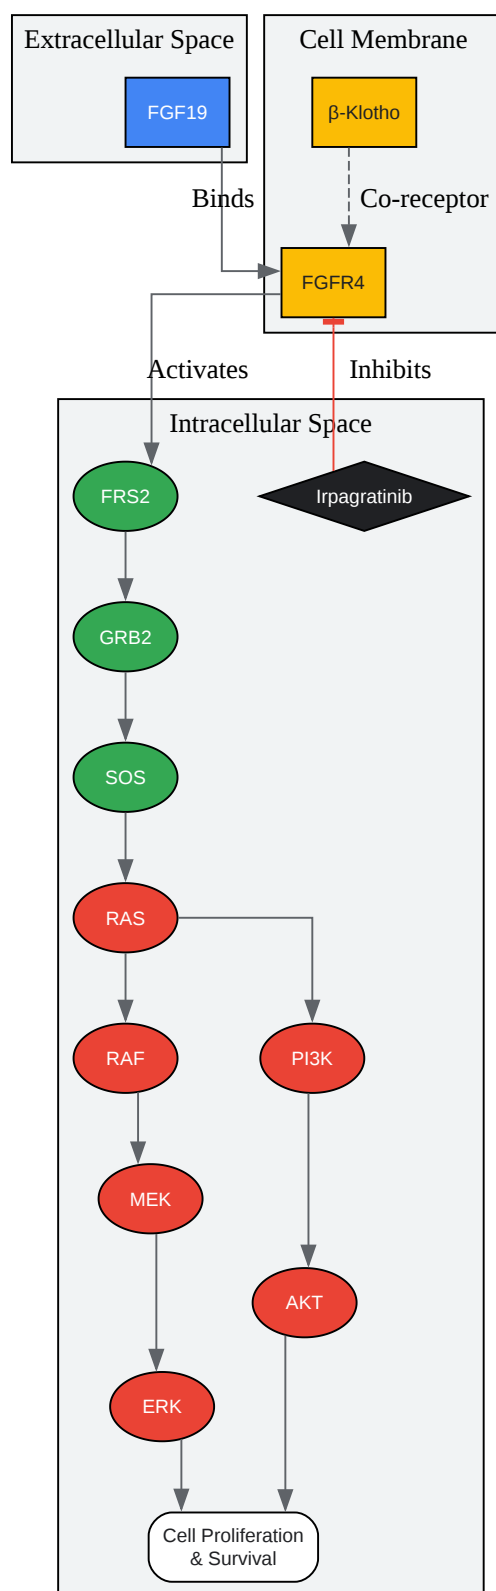 Extracellular Space
Cell Membrane
FGF19
β-Klotho
Binds
Co-receptor
FGFR4
Activates
Inhibits
Intracellular Space
FRS2
Irpagratinib
GRB2
SOS
RAS
RAF
PI3K
MEK
AKT
ERK
Cell Proliferation
& Survival